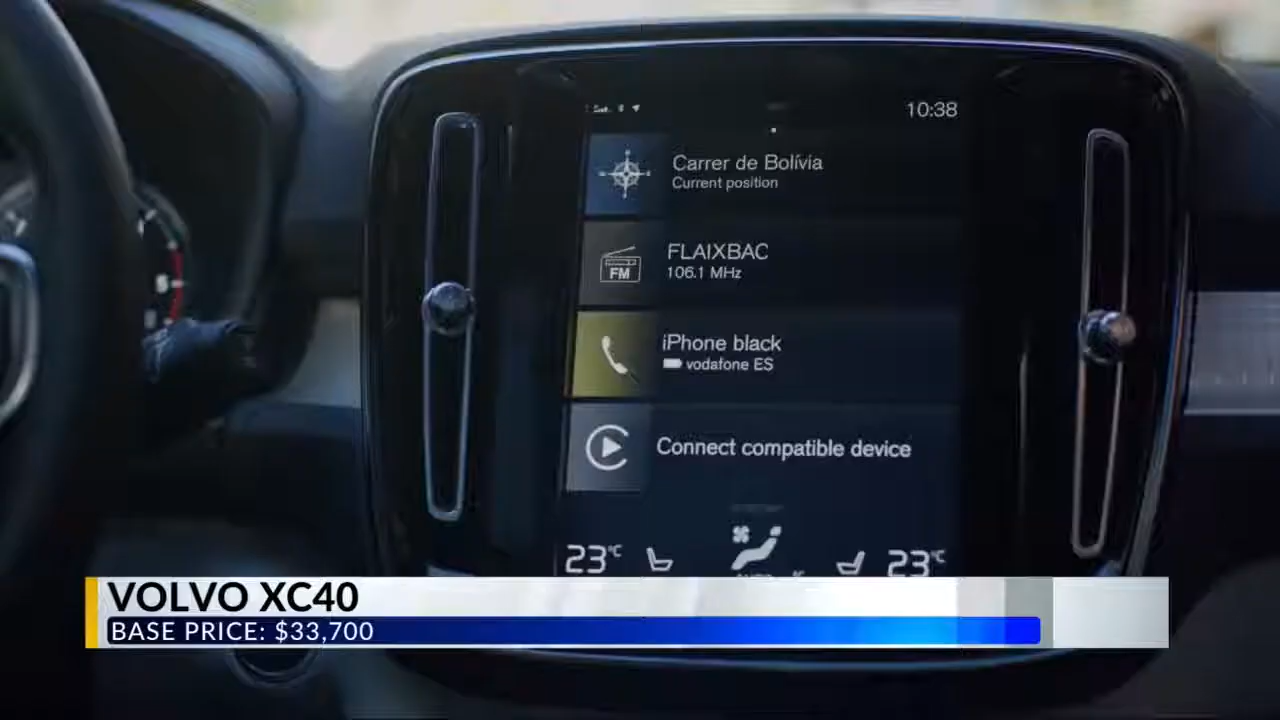 10:38
Carrer de Bolívia
Current position
FLAIXBAC
FM
106.1 MHz
iPhone black
vodafone ES
Connect compatible device
23°C
23°C
VOLVO XC40
BASE PRICE: $33,700